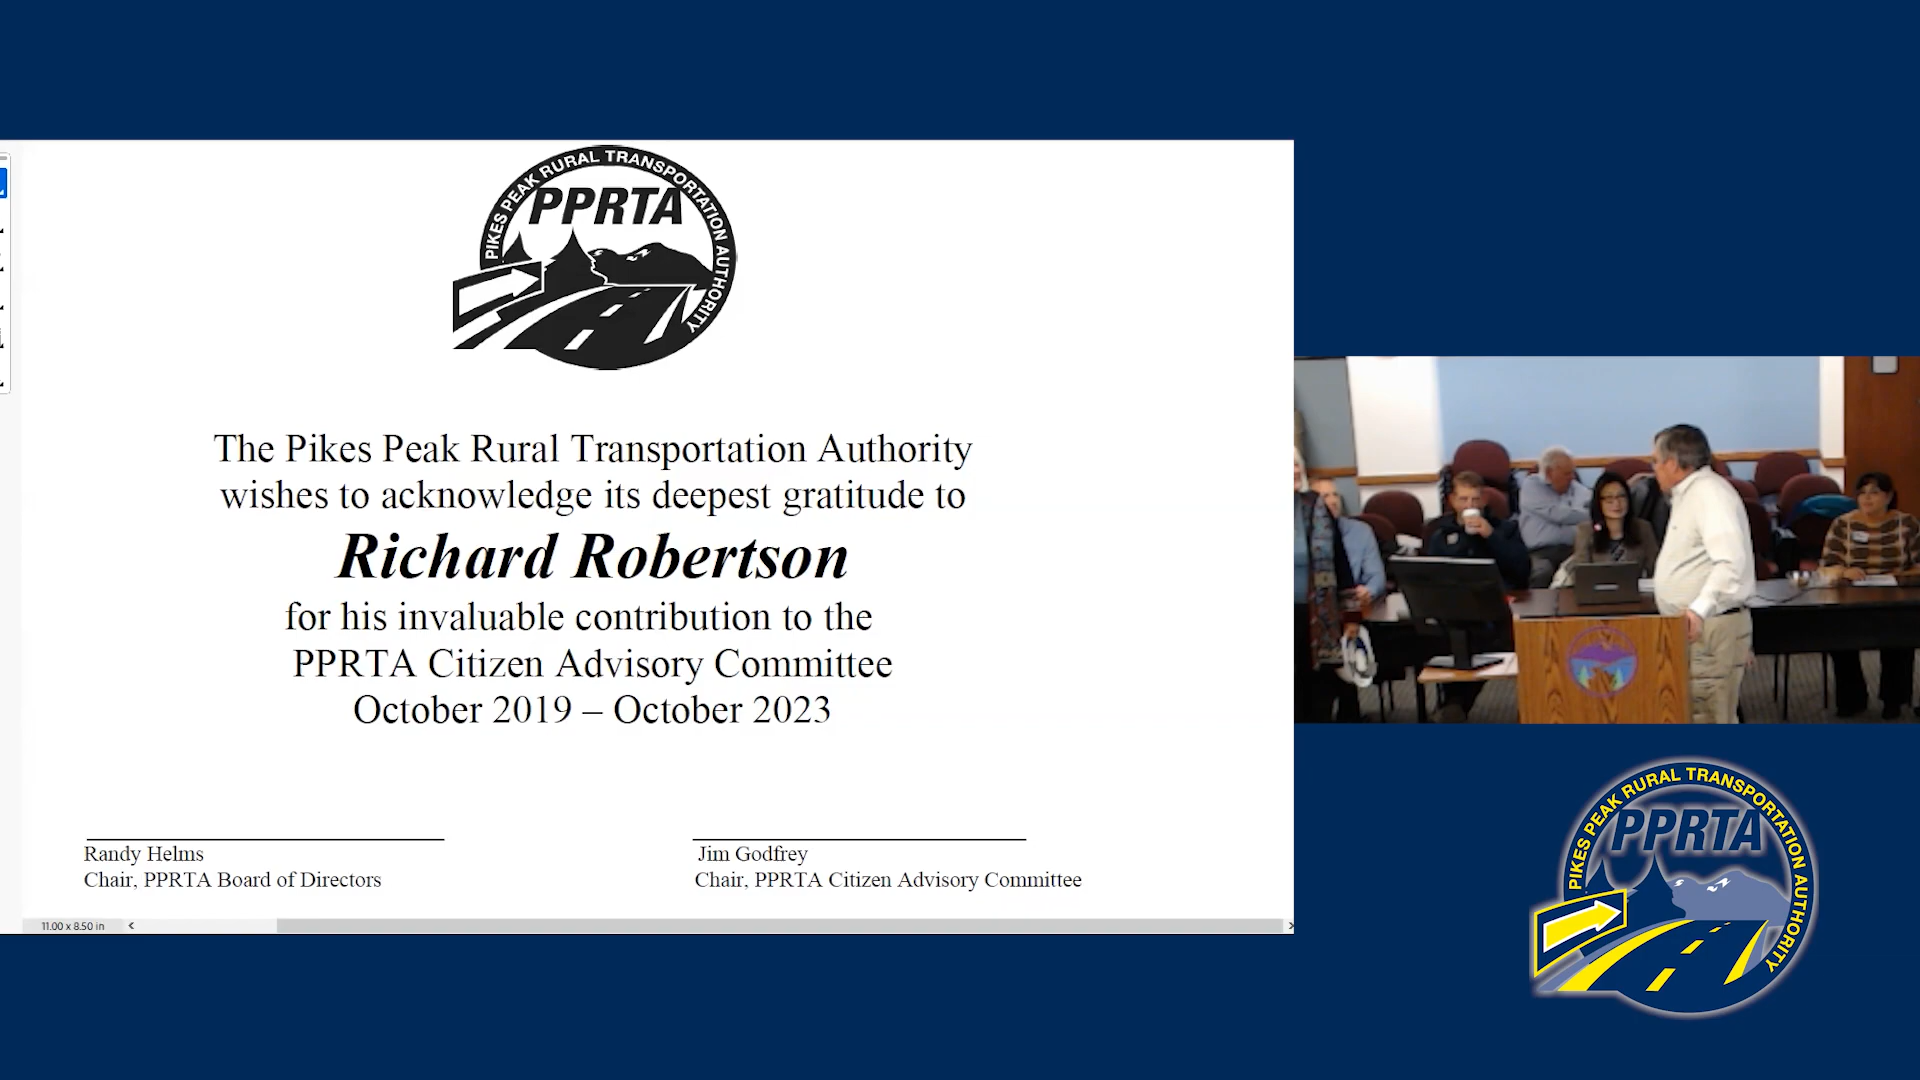 PIKES PEAK RURAL TRANSPORTATION AUTHORITY
PPRTA
The Pikes Peak Rural Transportation Authority
wishes to acknowledge its deepest gratitude to
Richard Robertson
for his invaluable contribution to the
PPRTA Citizen Advisory Committee
October 2019 – October 2023
Randy Helms
Chair, PPRTA Board of Directors
Jim Godfrey
Chair, PPRTA Citizen Advisory Committee
11.00 x 8.50 in
PIKES PEAK RURAL TRANSPORTATION AUTHORITY
PPRTA